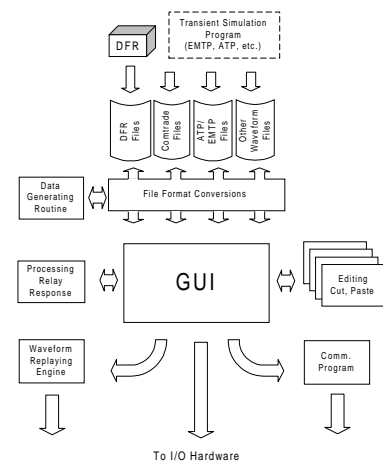 DFR
Transient Simulation
Program
(EMTP, ATP, etc.)
DFR
Files
Comtrade
Files
ATP/
EMTP
Files
Other
Waveform
Files
Data
Generating
Routine
File Format Conversions
Processing
Relay
Response
GUI
Editing
Cut, Paste
Waveform
Replaying
Engine
Comm.
Program
To I/O Hardware